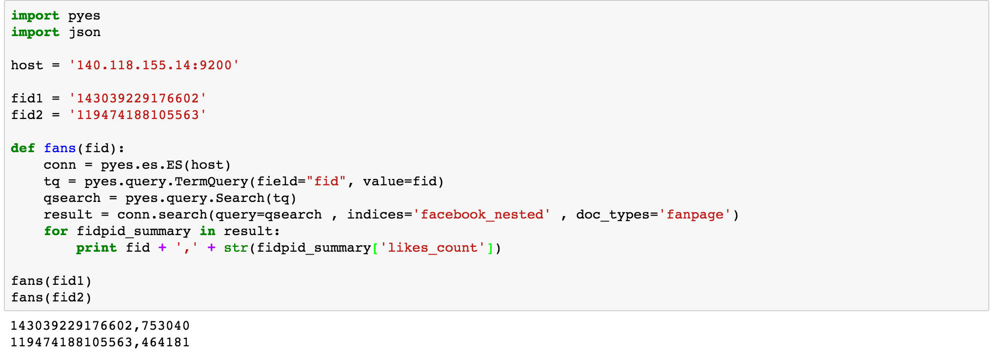 import pyes
import json
host = '140.118.155.14:9200'
fid1 = '143039229176602'
fid2 = '119474188105563'
def fans(fid):
    conn = pyes.es.ES(host)
    tq = pyes.query.TermQuery(field="fid", value=fid)
    qsearch = pyes.query.Search(tq)
    result = conn.search(query=qsearch , indices='facebook_nested' , doc_types='fanpage')
    for fidpid_summary in result:
        print fid + ',' + str(fidpid_summary['likes_count'])
fans(fid1)
fans(fid2)
143039229176602,753040
119474188105563,464181